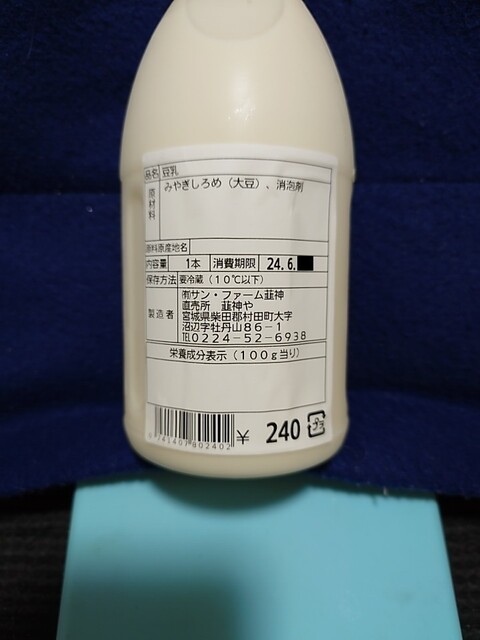 品名 豆乳
原材料 みやぎしろめ（大豆）、消泡剤
原料原産地名
内容量 1本 消費期限 24.6.
保存方法 要冷蔵（10℃以下）
製造者 ㈲サン・ファーム韮神
直売所 韮神や
宮城県柴田郡村田町大字
沼辺字牡丹山86－1
℡0224－52－6938
栄養成分表示（100g当り）
¥ 240 プラ